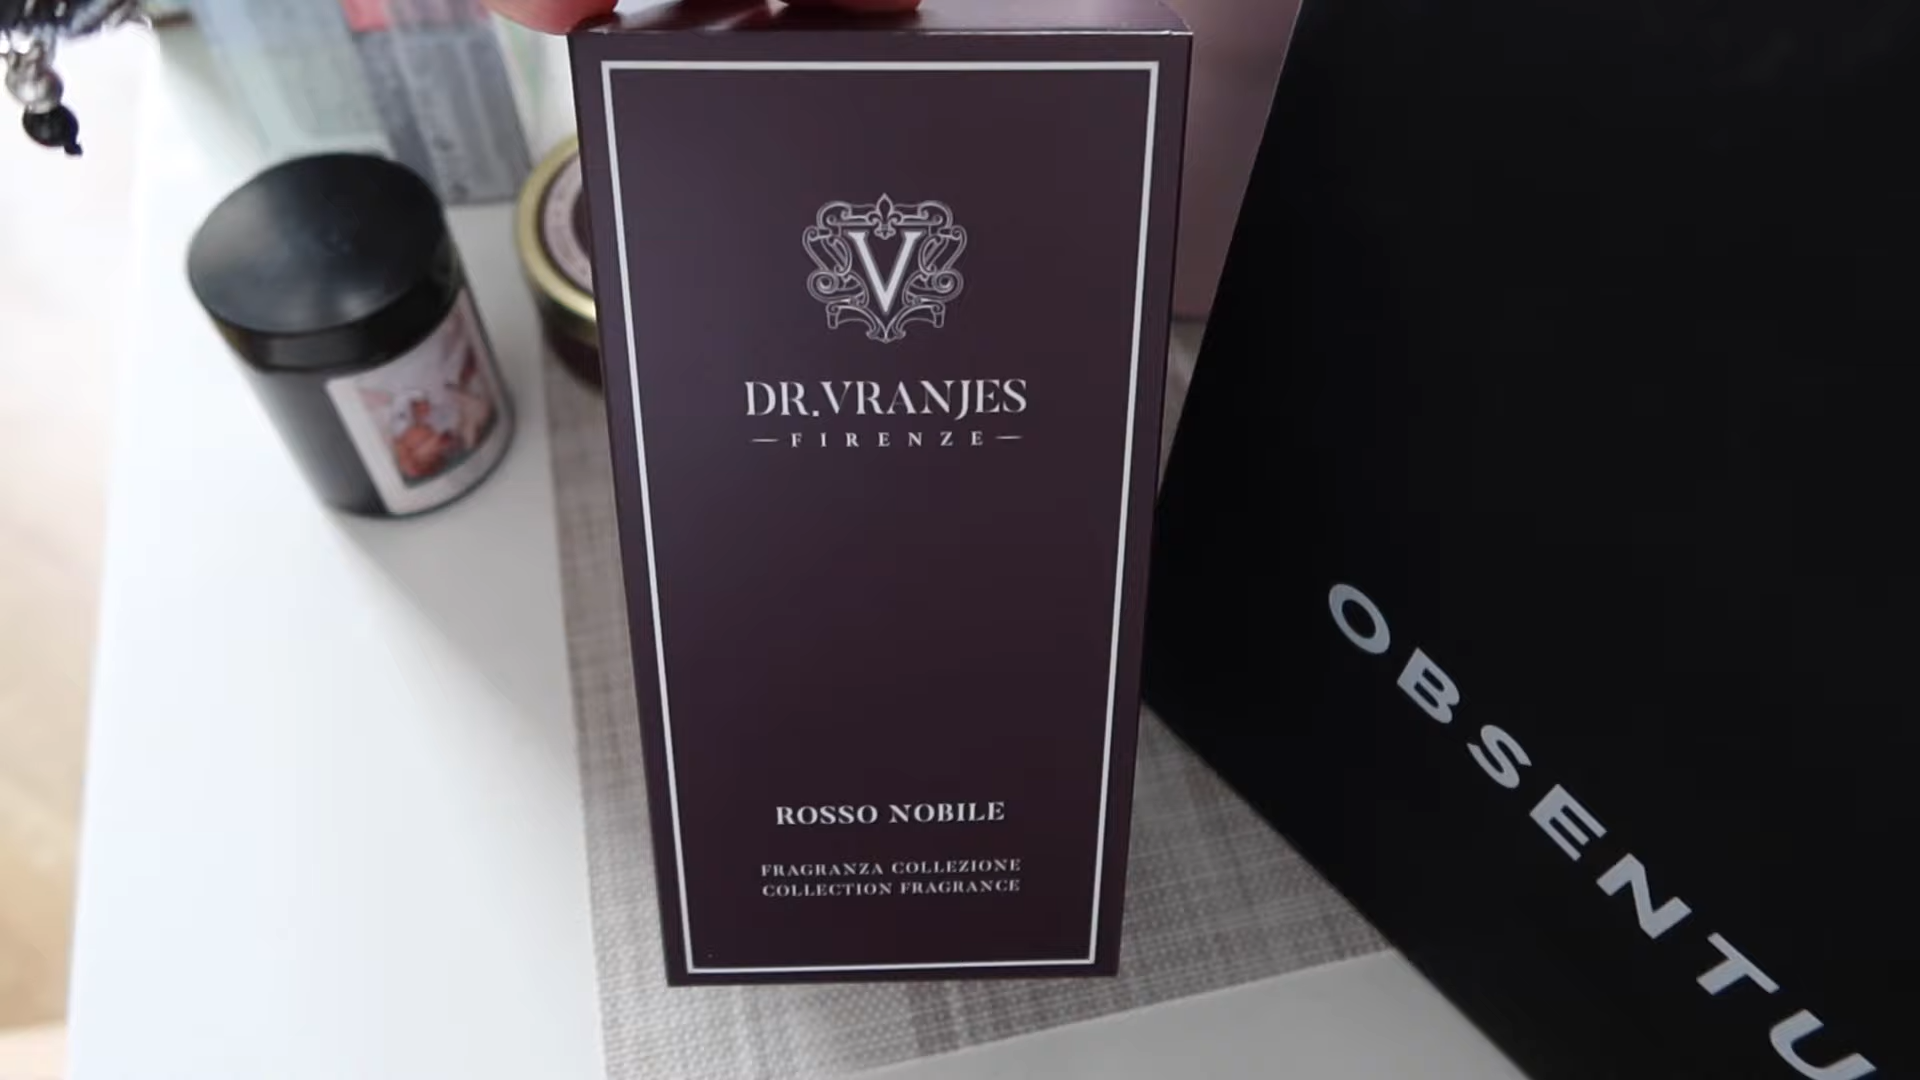 V
DR.VRANJES
FIRENZE
ROSSO NOBILE
FRAGRANZA COLLEZIONE
COLLECTION FRAGRANCE
OBSENTU